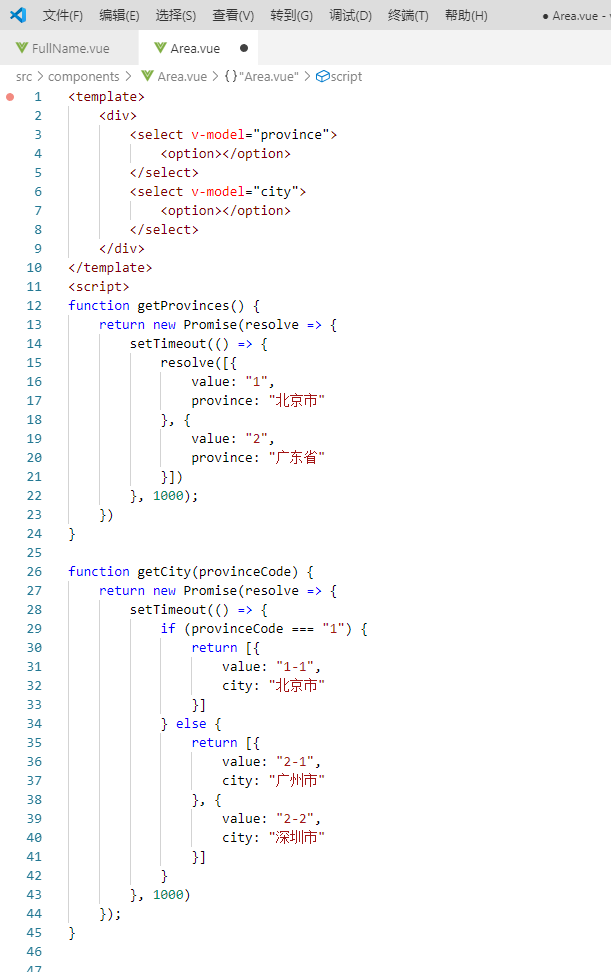 文件(F) 编辑(E) 选择(S) 查看(V) 转到(G) 调试(D) 终端(T) 帮助(H) ● Area.vue -
FullName.vue Area.vue ●
src > components > Area.vue > {} "Area.vue" > script
1 <template>
2 <div>
3 <select v-model="province">
4 <option></option>
5 </select>
6 <select v-model="city">
7 <option></option>
8 </select>
9 </div>
10 </template>
11 <script>
12 function getProvinces() {
13 return new Promise(resolve => {
14 setTimeout(() => {
15 resolve([{
16 value: "1",
17 province: "北京市"
18 }, {
19 value: "2",
20 province: "广东省"
21 }])
22 }, 1000);
23 })
24 }
25
26 function getCity(provinceCode) {
27 return new Promise(resolve => {
28 setTimeout(() => {
29 if (provinceCode === "1") {
30 return [{
31 value: "1-1",
32 city: "北京市"
33 }]
34 } else {
35 return [{
36 value: "2-1",
37 city: "广州市"
38 }, {
39 value: "2-2",
40 city: "深圳市"
41 }]
42 }
43 }, 1000)
44 });
45 }
46
47